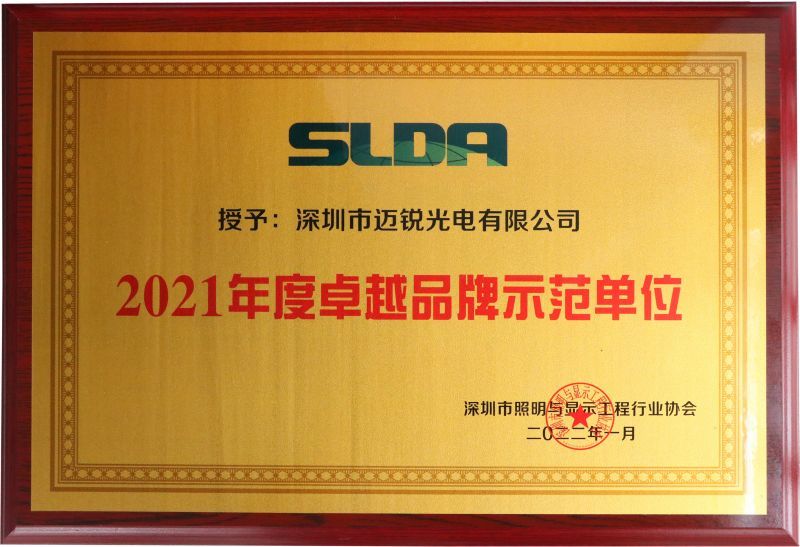 SLDA
授予：深圳市迈锐光电有限公司
2021年度卓越品牌示范单位
深圳市照明与显示工程行业协会
二〇二二年一月